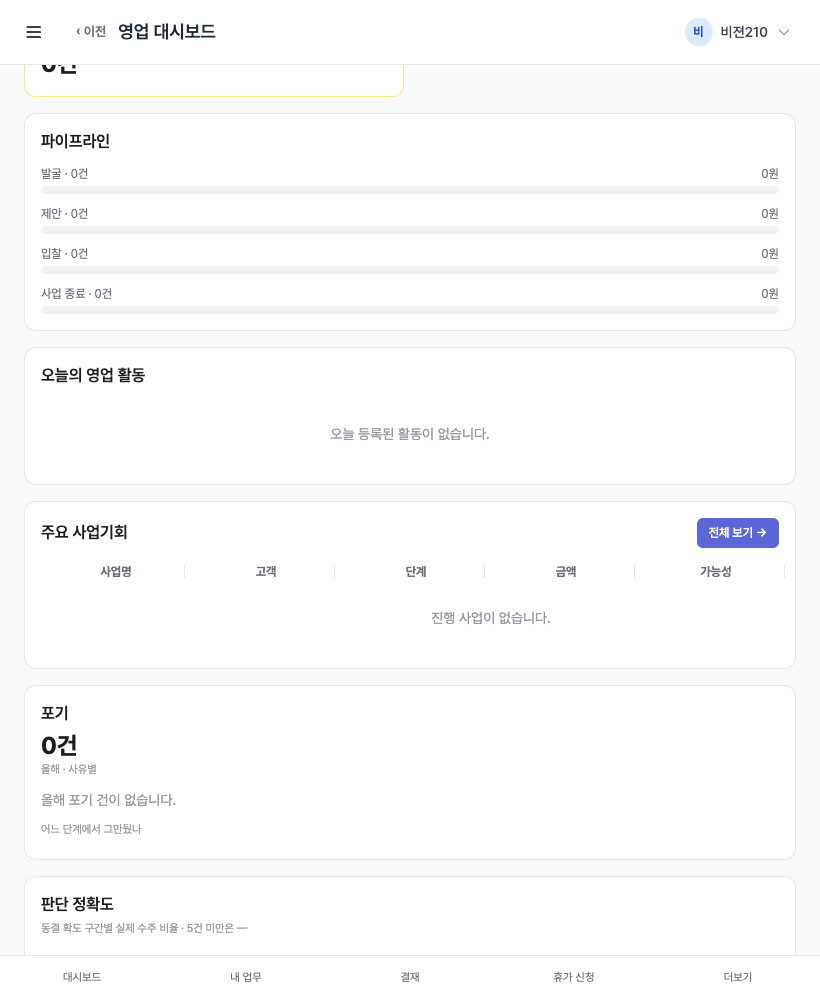 ‹ 이전 영업 대시보드
비 비젼210
0건
파이프라인
발굴 · 0건 0원
제안 · 0건 0원
입찰 · 0건 0원
사업 종료 · 0건 0원
오늘의 영업 활동
오늘 등록된 활동이 없습니다.
주요 사업기회 전체 보기 →
사업명 고객 단계 금액 가능성
진행 사업이 없습니다.
포기
0건
올해 · 사유별
올해 포기 건이 없습니다.
어느 단계에서 그만뒀나
판단 정확도
동결 확도 구간별 실제 수주 비율 · 5건 미만은 —
대시보드 내 업무 결재 휴가 신청 더보기